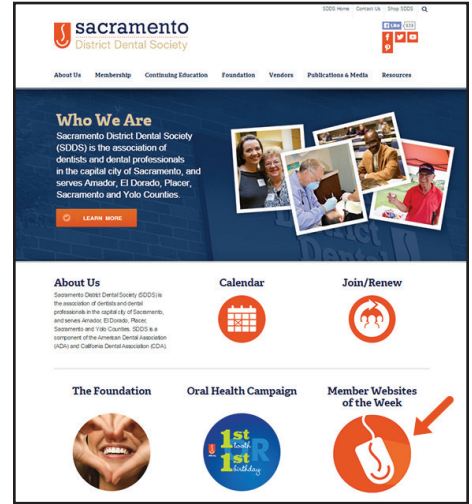 SDDS Home Contact Us Shop SDDS
sacramento
District Dental Society
Like
About Us Membership Continuing Education Foundation Vendors Publications & Media Resources
Who We Are
Sacramento District Dental Society
(SDDS) is the association of
dentists and dental professionals
in the capital city of Sacramento, and
serves Amador, El Dorado, Placer,
Sacramento and Yolo Counties.
LEARN MORE
About Us
Sacramento District Dental Society (SDDS) is
the association of dentists and dental
professionals in the capital city of Sacramento,
and serves Amador, El Dorado, Placer,
Sacramento and Yolo Counties. SDDS is a
component of the American Dental Association
(ADA) and California Dental Association (CDA).
Calendar
Join/Renew
The Foundation
Oral Health Campaign
Member Websites
of the Week
1st
tooth
1st
birthday